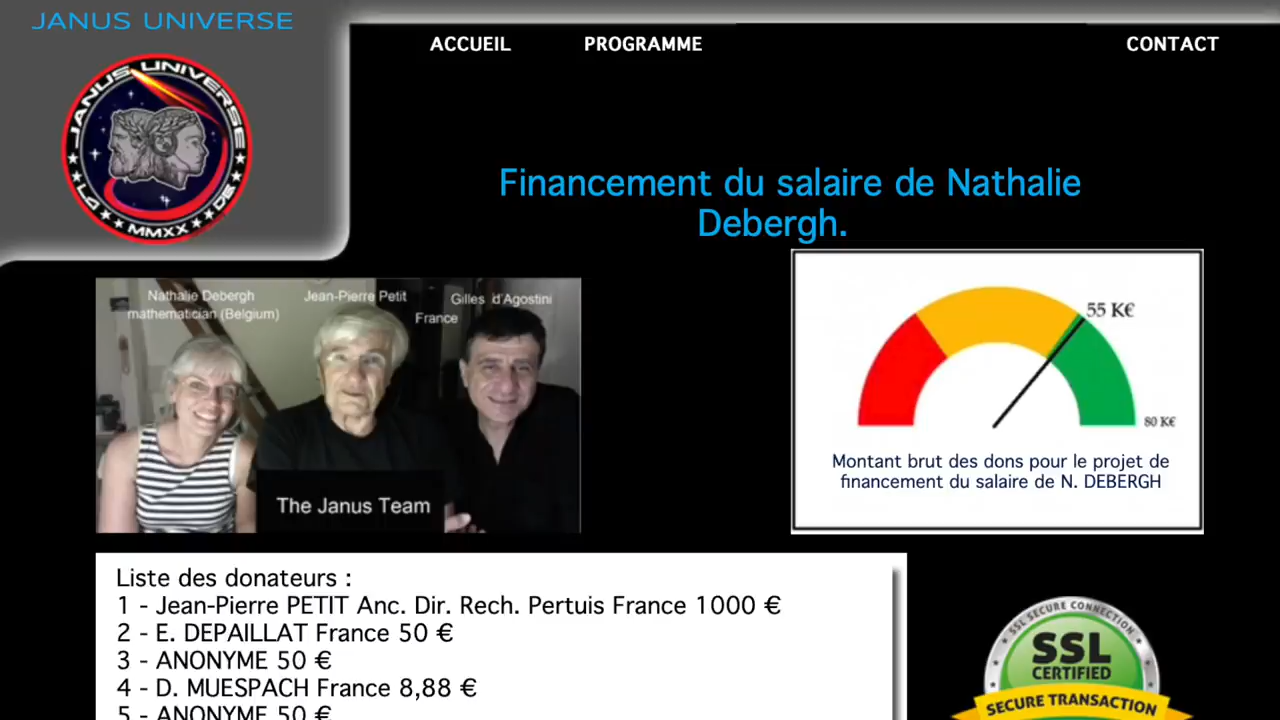 JANUS UNIVERSE
ACCUEIL
PROGRAMME
CONTACT
JANUS UNIVERSE
LG
DE
MMXX
Financement du salaire de Nathalie
Debergh.
Nathalie Debergh
mathematician (Belgium)
Jean-Pierre Petit
Gilles d'Agostini
France
The Janus Team
55 K€
80 K€
Montant brut des dons pour le projet de
financement du salaire de N. DEBERGH
Liste des donateurs :
1 - Jean-Pierre PETIT Anc. Dir. Rech. Pertuis France 1000 €
2 - E. DEPAILLAT France 50 €
3 - ANONYME 50 €
4 - D. MUESPACH France 8,88 €
5 - ANONYME 50 €
SSL SECURE CONNECTION
SSL
CERTIFIED
SECURE TRANSACTION